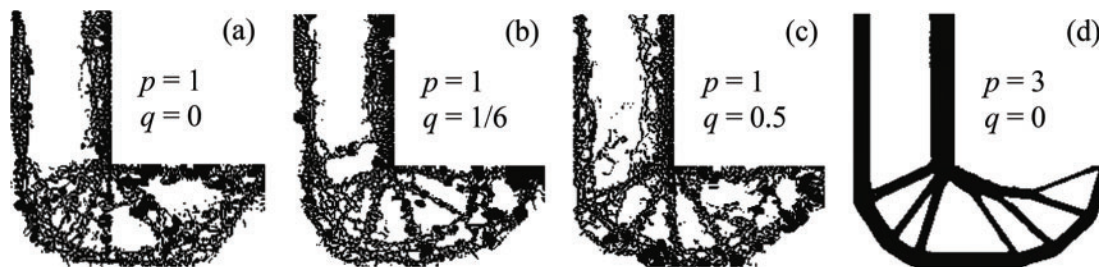 (a)
p = 1
q = 0
(b)
p = 1
q = 1/6
(c)
p = 1
q = 0.5
(d)
p = 3
q = 0